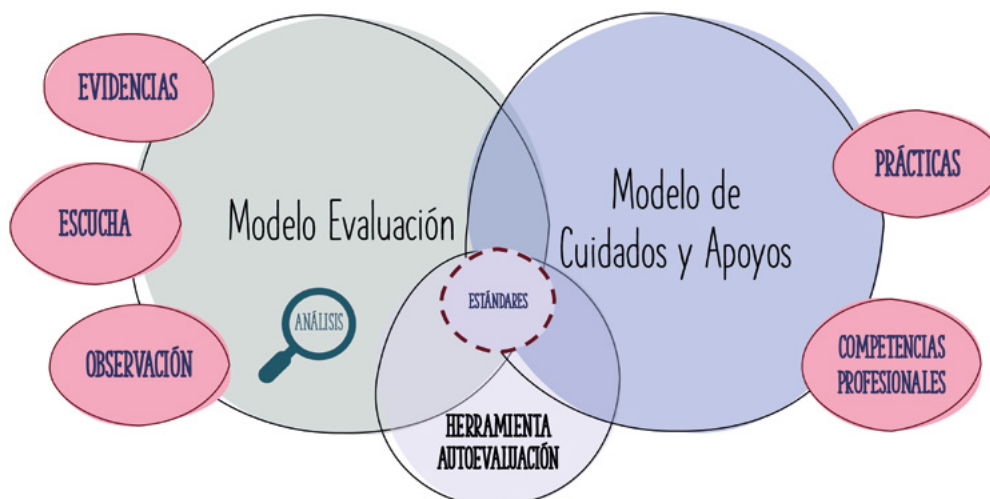 EVIDENCIAS
ESCUCHA
OBSERVACIÓN
Modelo Evaluación
ANÁLISIS
ESTÁNDARES
HERRAMIENTA
AUTOEVALUACIÓN
Modelo de
Cuidados y Apoyos
PRÁCTICAS
COMPETENCIAS
PROFESIONALES